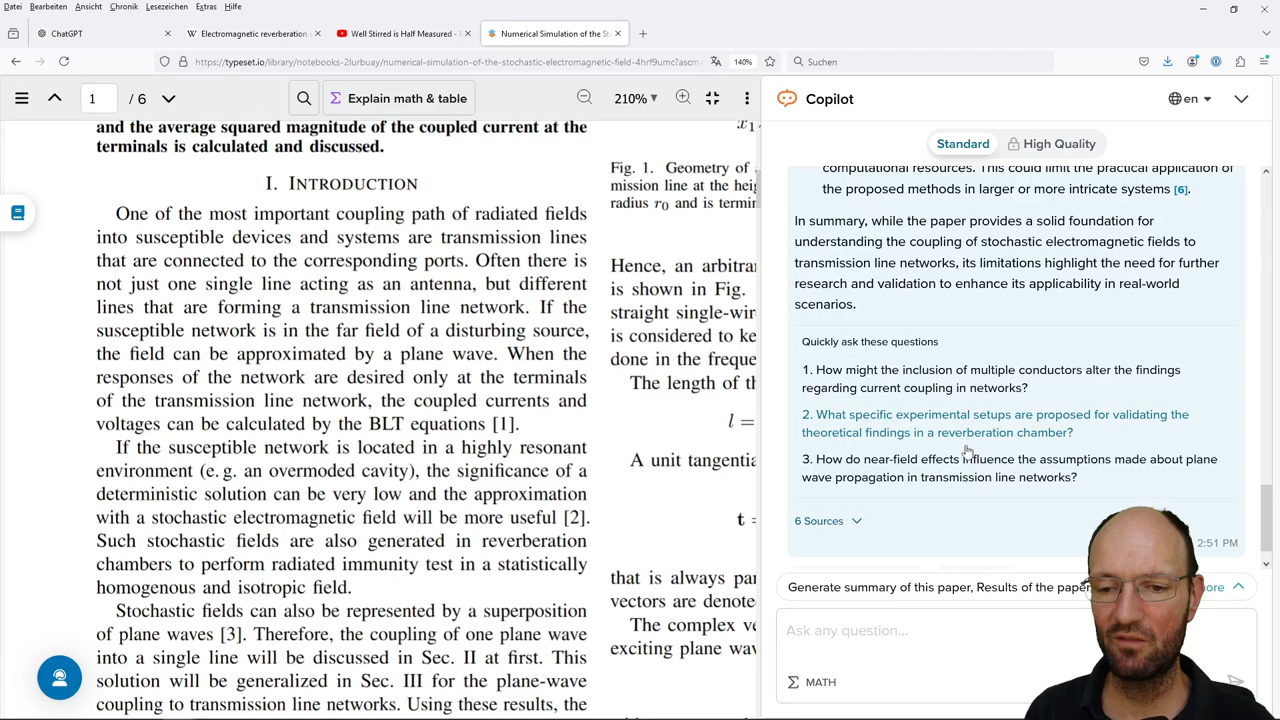 Datei Bearbeiten Ansicht Chronik Lesezeichen Extras Hilfe
ChatGPT
Electromagnetic reverberation
Well Stirred is Half Measured -
Numerical Simulation of the St
https://typeset.io/library/notebooks-2lurbuay/numerical-simulation-of-the-stochastic-electromagnetic-field-4hrf9umc?ascm
140%
Suchen
1 / 6
Explain math & table
210%
and the average squared magnitude of the coupled current at the
terminals is calculated and discussed.
I. INTRODUCTION
One of the most important coupling path of radiated fields
into susceptible devices and systems are transmission lines
that are connected to the corresponding ports. Often there is
not just one single line acting as an antenna, but different
lines that are forming a transmission line network. If the
susceptible network is in the far field of a disturbing source,
the field can be approximated by a plane wave. When the
responses of the network are desired only at the terminals
of the transmission line network, the coupled currents and
voltages can be calculated by the BLT equations [1].
If the susceptible network is located in a highly resonant
environment (e. g. an overmoded cavity), the significance of a
deterministic solution can be very low and the approximation
with a stochastic electromagnetic field will be more useful [2].
Such stochastic fields are also generated in reverberation
chambers to perform radiated immunity test in a statistically
homogenous and isotropic field.
Stochastic fields can also be represented by a superposition
of plane waves [3]. Therefore, the coupling of one plane wave
into a single line will be discussed in Sec. II at first. This
solution will be generalized in Sec. III for the plane-wave
coupling to transmission line networks. Using these results, the
x1
Fig. 1. Geometry of
mission line at the heig
radius r0 and is termin
Hence, an arbitrar
is shown in Fig.
straight single-wir
is considered to ke
done in the freque
The length of th
l =
A unit tangentia
t =
that is always par
vectors are denote
The complex ve
exciting plane wav
Copilot
en
Standard
High Quality
computational resources. This could limit the practical application of
the proposed methods in larger or more intricate systems [6].
In summary, while the paper provides a solid foundation for
understanding the coupling of stochastic electromagnetic fields to
transmission line networks, its limitations highlight the need for further
research and validation to enhance its applicability in real-world
scenarios.
Quickly ask these questions
1. How might the inclusion of multiple conductors alter the findings
regarding current coupling in networks?
2. What specific experimental setups are proposed for validating the
theoretical findings in a reverberation chamber?
3. How do near-field effects influence the assumptions made about plane
wave propagation in transmission line networks?
6 Sources
2:51 PM
Generate summary of this paper, Results of the paper,
ore
Ask any question...
MATH